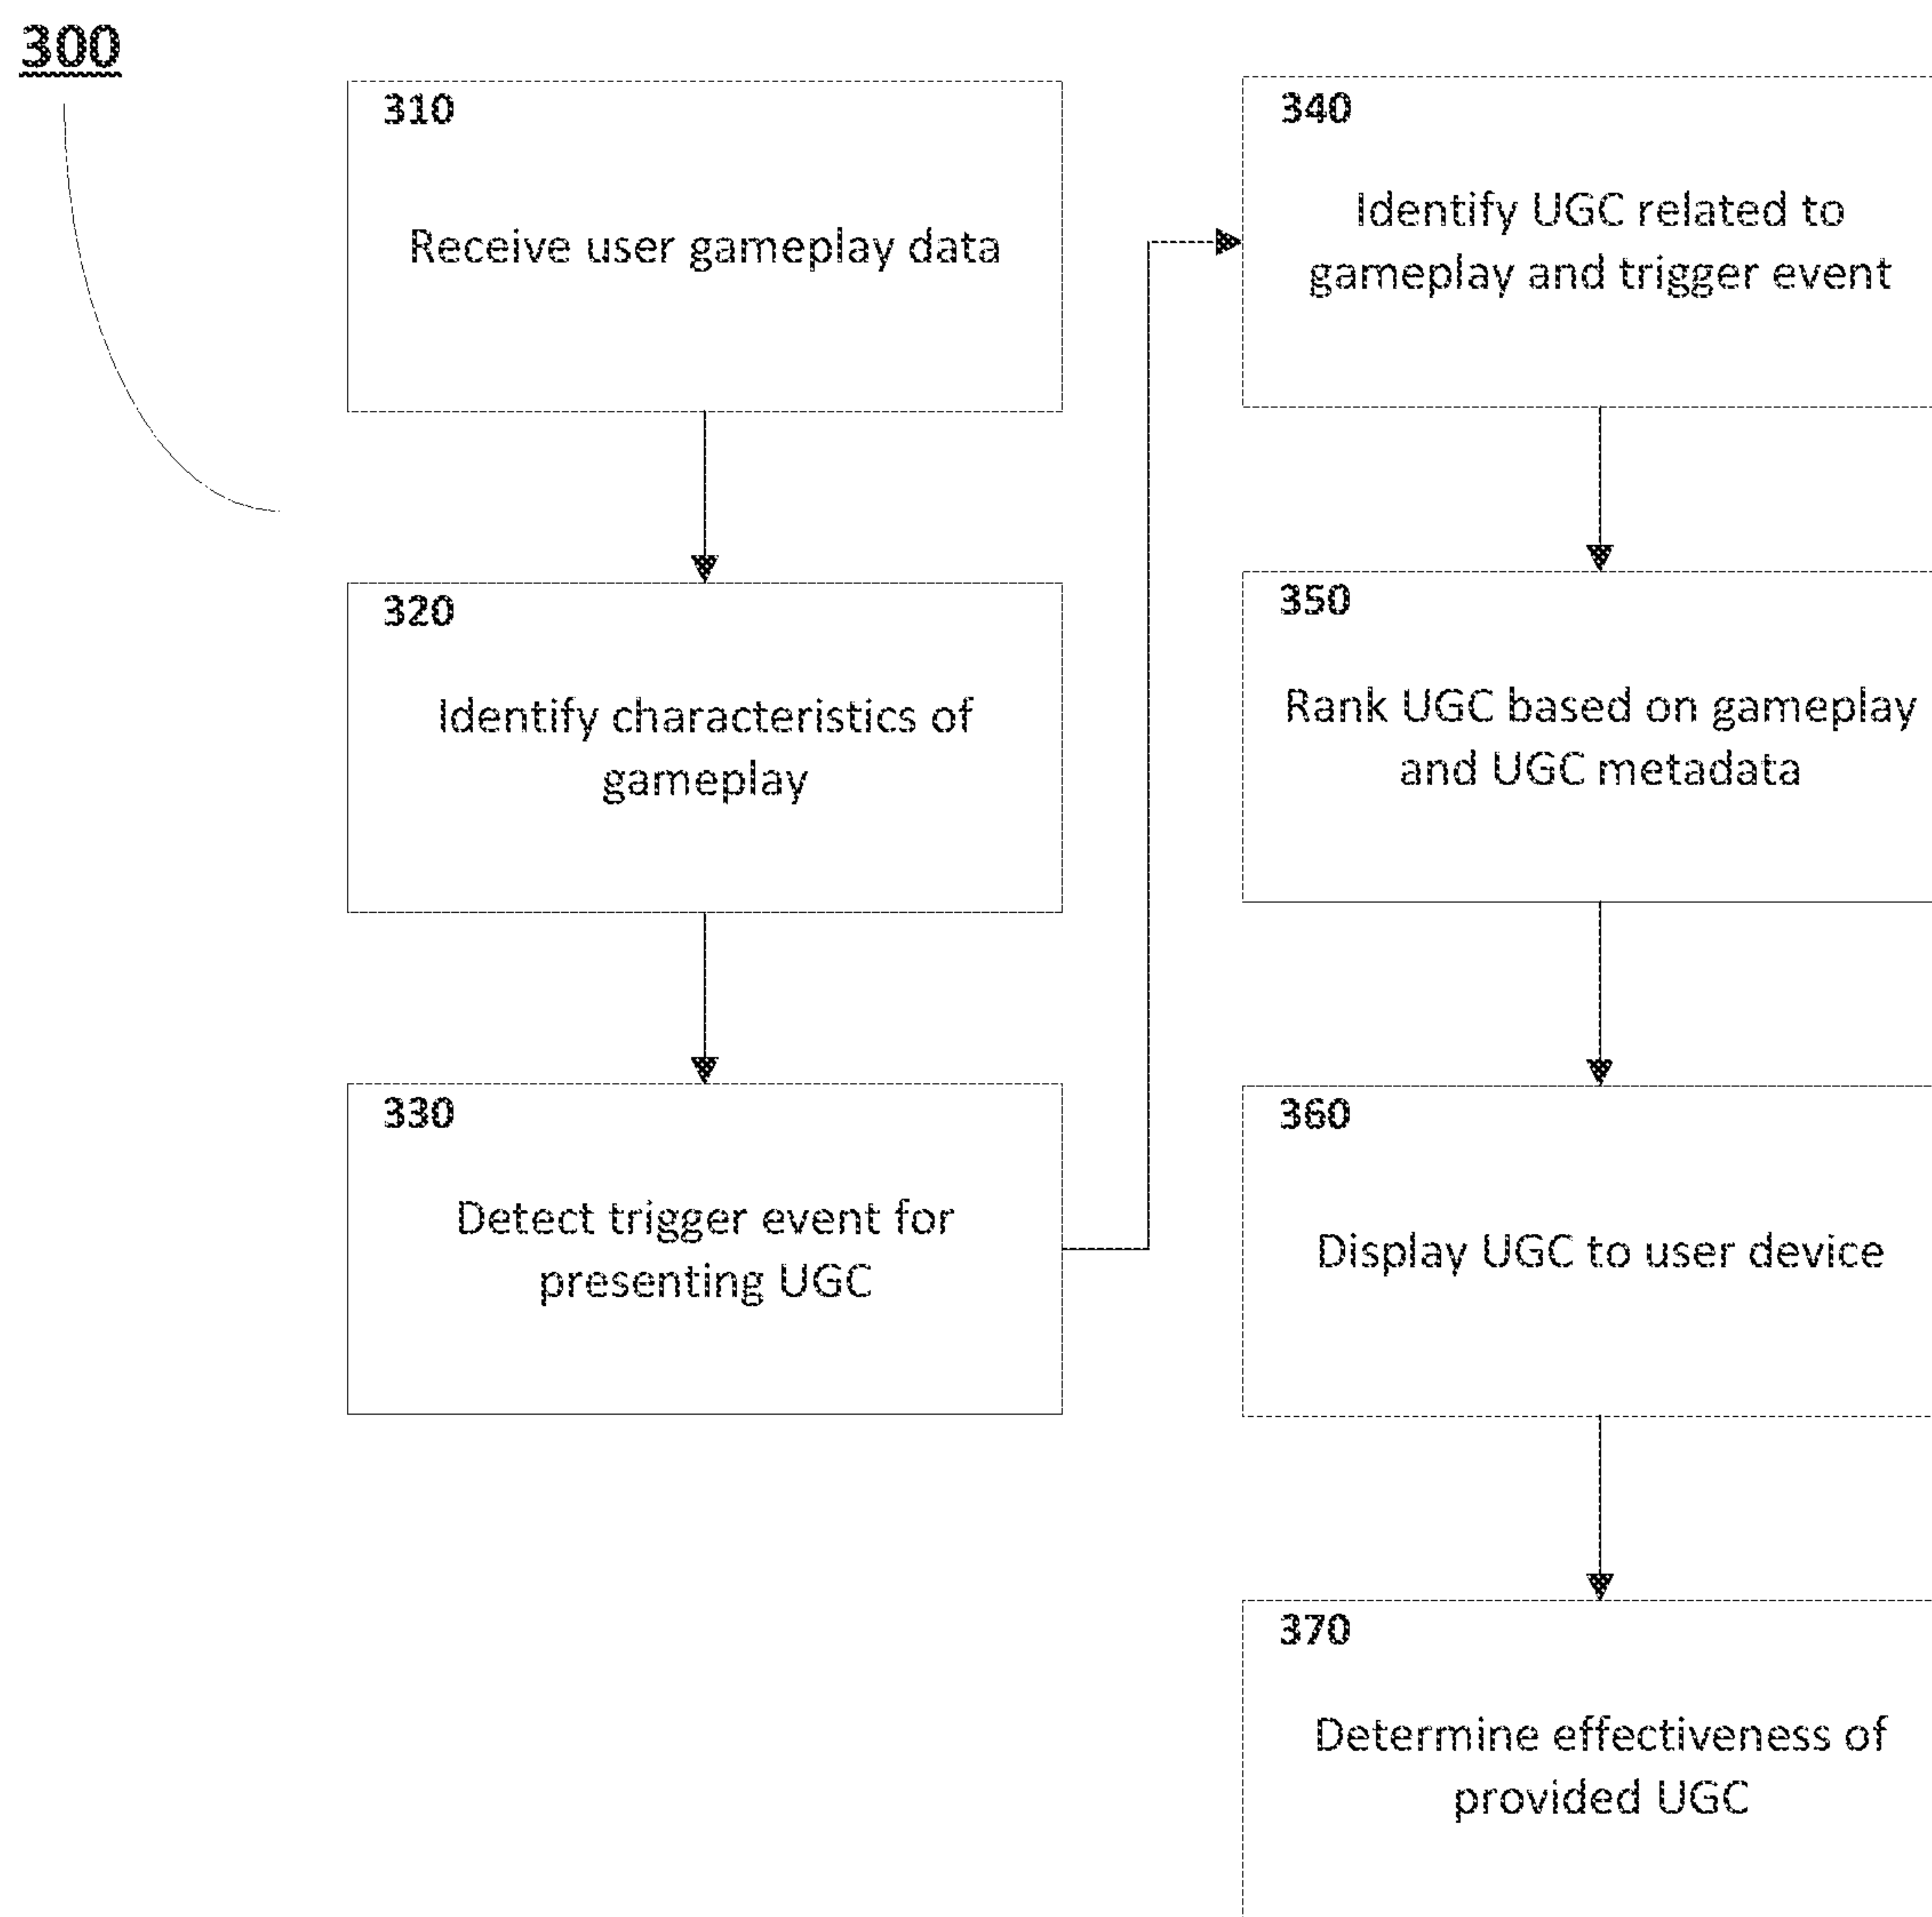 300
310
Receive user gameplay data
320
Identify characteristics of
gameplay
330
Detect trigger event for
presenting UGC
340
Identify UGC related to
gameplay and trigger event
350
Rank UGC based on gameplay
and UGC metadata
360
Display UGC to user device
370
Determine effectiveness of
provided UGC